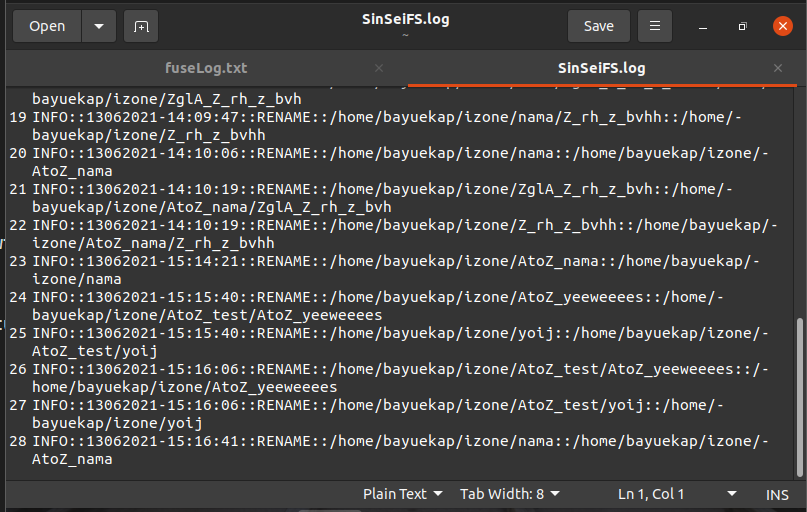 SinSeiFS.log
Open
Save
~
fuseLog.txt
SinSeiFS.log
bayuekap/izone/ZglA_Z_rh_z_bvh
19 INFO::13062021-14:09:47::RENAME::/home/bayuekap/izone/nama/Z_rh_z_bvhh::/home/-
bayuekap/izone/Z_rh_z_bvhh
20 INFO::13062021-14:10:06::RENAME::/home/bayuekap/izone/nama::/home/bayuekap/izone/-
AtoZ_nama
21 INFO::13062021-14:10:19::RENAME::/home/bayuekap/izone/ZglA_Z_rh_z_bvh::/home/-
bayuekap/izone/AtoZ_nama/ZglA_Z_rh_z_bvh
22 INFO::13062021-14:10:19::RENAME::/home/bayuekap/izone/Z_rh_z_bvhh::/home/bayuekap/-
izone/AtoZ_nama/Z_rh_z_bvhh
23 INFO::13062021-15:14:21::RENAME::/home/bayuekap/izone/AtoZ_nama::/home/bayuekap/-
izone/nama
24 INFO::13062021-15:15:40::RENAME::/home/bayuekap/izone/AtoZ_yeeweeees::/home/-
bayuekap/izone/AtoZ_test/AtoZ_yeeweeees
25 INFO::13062021-15:15:40::RENAME::/home/bayuekap/izone/yoij::/home/bayuekap/izone/-
AtoZ_test/yoij
26 INFO::13062021-15:16:06::RENAME::/home/bayuekap/izone/AtoZ_test/AtoZ_yeeweeees::/-
home/bayuekap/izone/AtoZ_yeeweeees
27 INFO::13062021-15:16:06::RENAME::/home/bayuekap/izone/AtoZ_test/yoij::/home/-
bayuekap/izone/yoij
28 INFO::13062021-15:16:41::RENAME::/home/bayuekap/izone/nama::/home/bayuekap/izone/-
AtoZ_nama
Plain Text Tab Width: 8 Ln 1, Col 1 INS